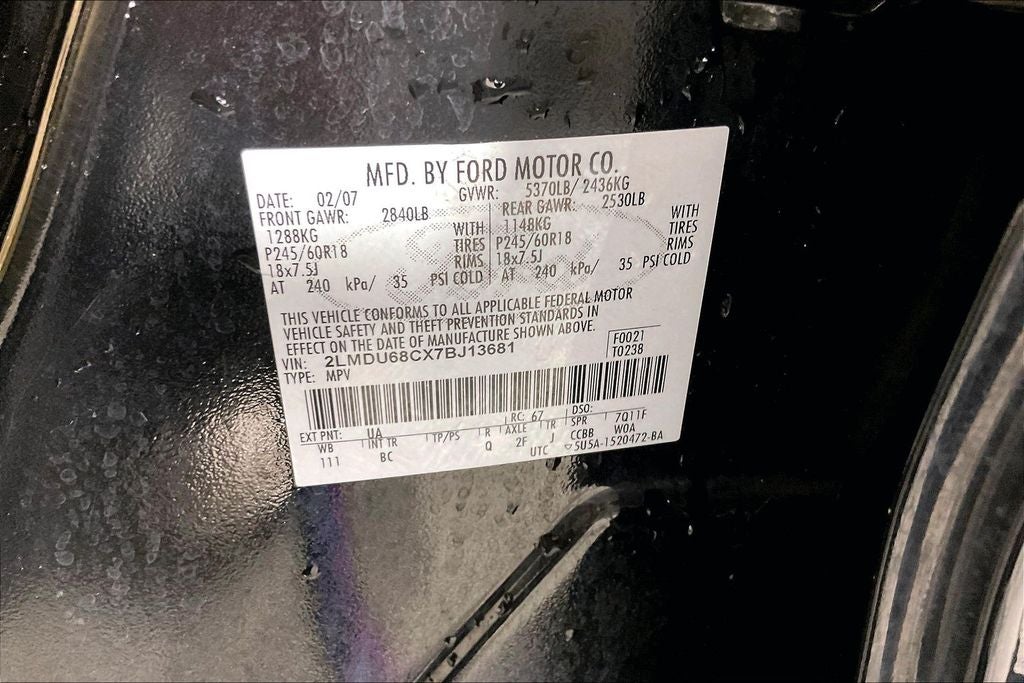 MFD. BY FORD MOTOR CO.
DATE: 02/07 GVWR: 5370LB/ 2436KG
FRONT GAWR: 2840LB REAR GAWR: 2530LB
1288KG WITH 1148KG WITH
P245/60R18 TIRES P245/60R18 TIRES
18x7.5J RIMS 18x7.5J RIMS
AT 240 kPa/ 35 PSI COLD AT 240 kPa/ 35 PSI COLD
THIS VEHICLE CONFORMS TO ALL APPLICABLE FEDERAL MOTOR
VEHICLE SAFETY AND THEFT PREVENTION STANDARDS IN
EFFECT ON THE DATE OF MANUFACTURE SHOWN ABOVE.
VIN: 2LMDU68CX7BJ13681 F0021
TYPE: MPV T0238
EXT PNT: UA RC: 67 DSO:
WB INT TR TP/PS R AXLE TR SPR 7Q11F
111 BC Q 2F J CCBB W0A
UTC 5U5A-1520472-BA